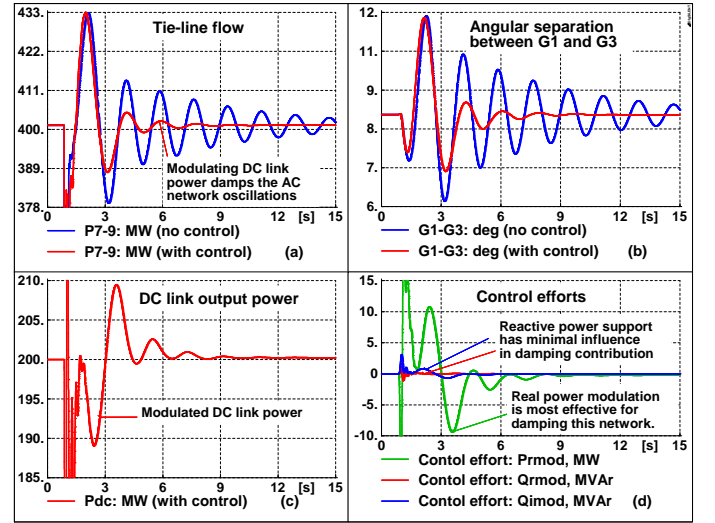 433.
422.
411.
400.
389.
378.
Tie-line flow
Modulating DC link
power damps the AC
network oscillations
0 3 6 9 12 [s] 15
P7-9: MW (no control)
P7-9: MW (with control) (a)
12.
11.
9.
8.
7.
6.
Angular separation
between G1 and G3
0 3 6 9 12 [s] 15
G1-G3: deg (no control)
G1-G3: deg (with control) (b)
210.
205.
200.
195.
190.
185.
DC link output power
Modulated DC link power
0 3 6 9 12 [s] 15
Pdc: MW (with control) (c)
15
10
5
0
-5
-10
Control efforts
Reactive power support
has minimal influence
in damping contribution
Real power modulation
is most effective for
damping this network.
0 3 6 9 12 [s] 15
Contol effort: Prmod, MW
Contol effort: Qrmod, MVAr
Contol effort: Qimod, MVAr (d)